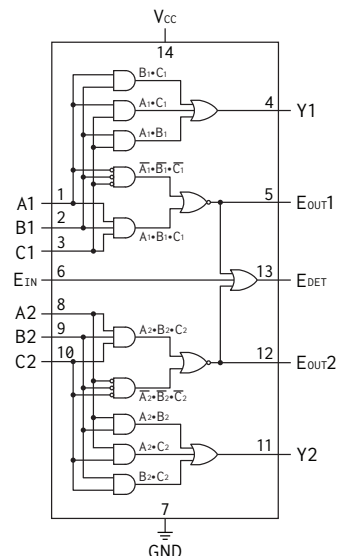 VCC
14
B1•C1
A1•C1
4 Y1
A1•B1
A̅1̅•B̅1̅•C̅1̅
A1 1
5 EOUT1
B1 2
A1•B1•C1
C1 3
EIN 6
13 EDET
A2 8
B2 9
A2•B2•C2
C2 10
12 EOUT2
A̅2̅•B̅2̅•C̅2̅
A2•B2
A2•C2
11 Y2
B2•C2
7
GND